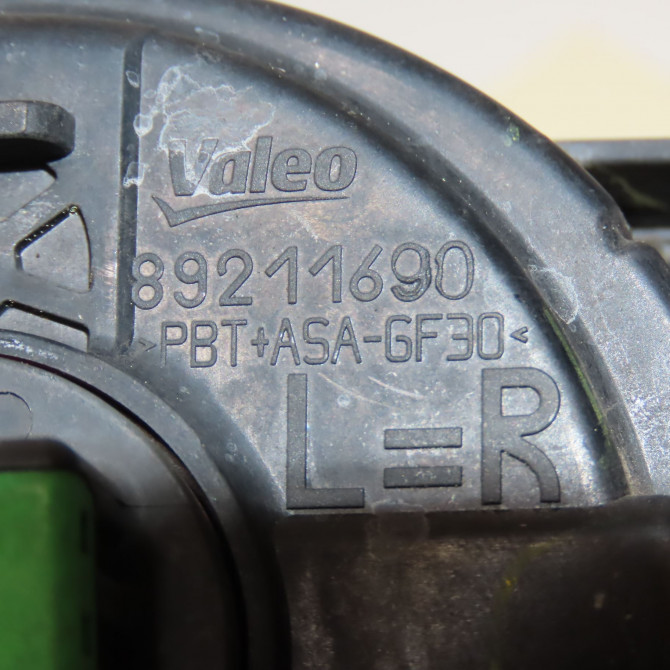 Valeo
89211690
>PBT+ASA-GF30<
L=R